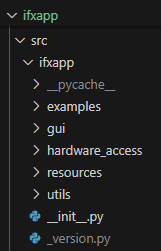 ifxapp
src
ifxapp
__pycache__
examples
gui
hardware_access
resources
utils
__init__.py
_version.py